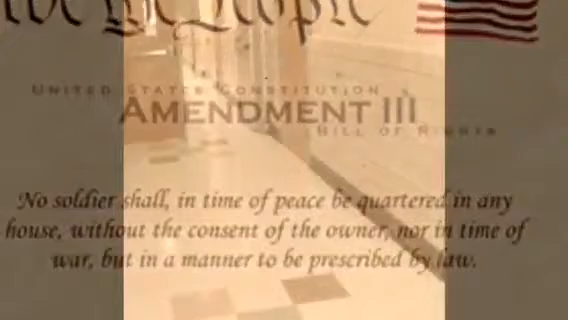 We the People
UNITED STATES CONSTITUTION
AMENDMENT III
BILL OF RIGHTS
No soldier shall, in time of peace be quartered in any
house, without the consent of the owner, nor in time of
war, but in a manner to be prescribed by law.